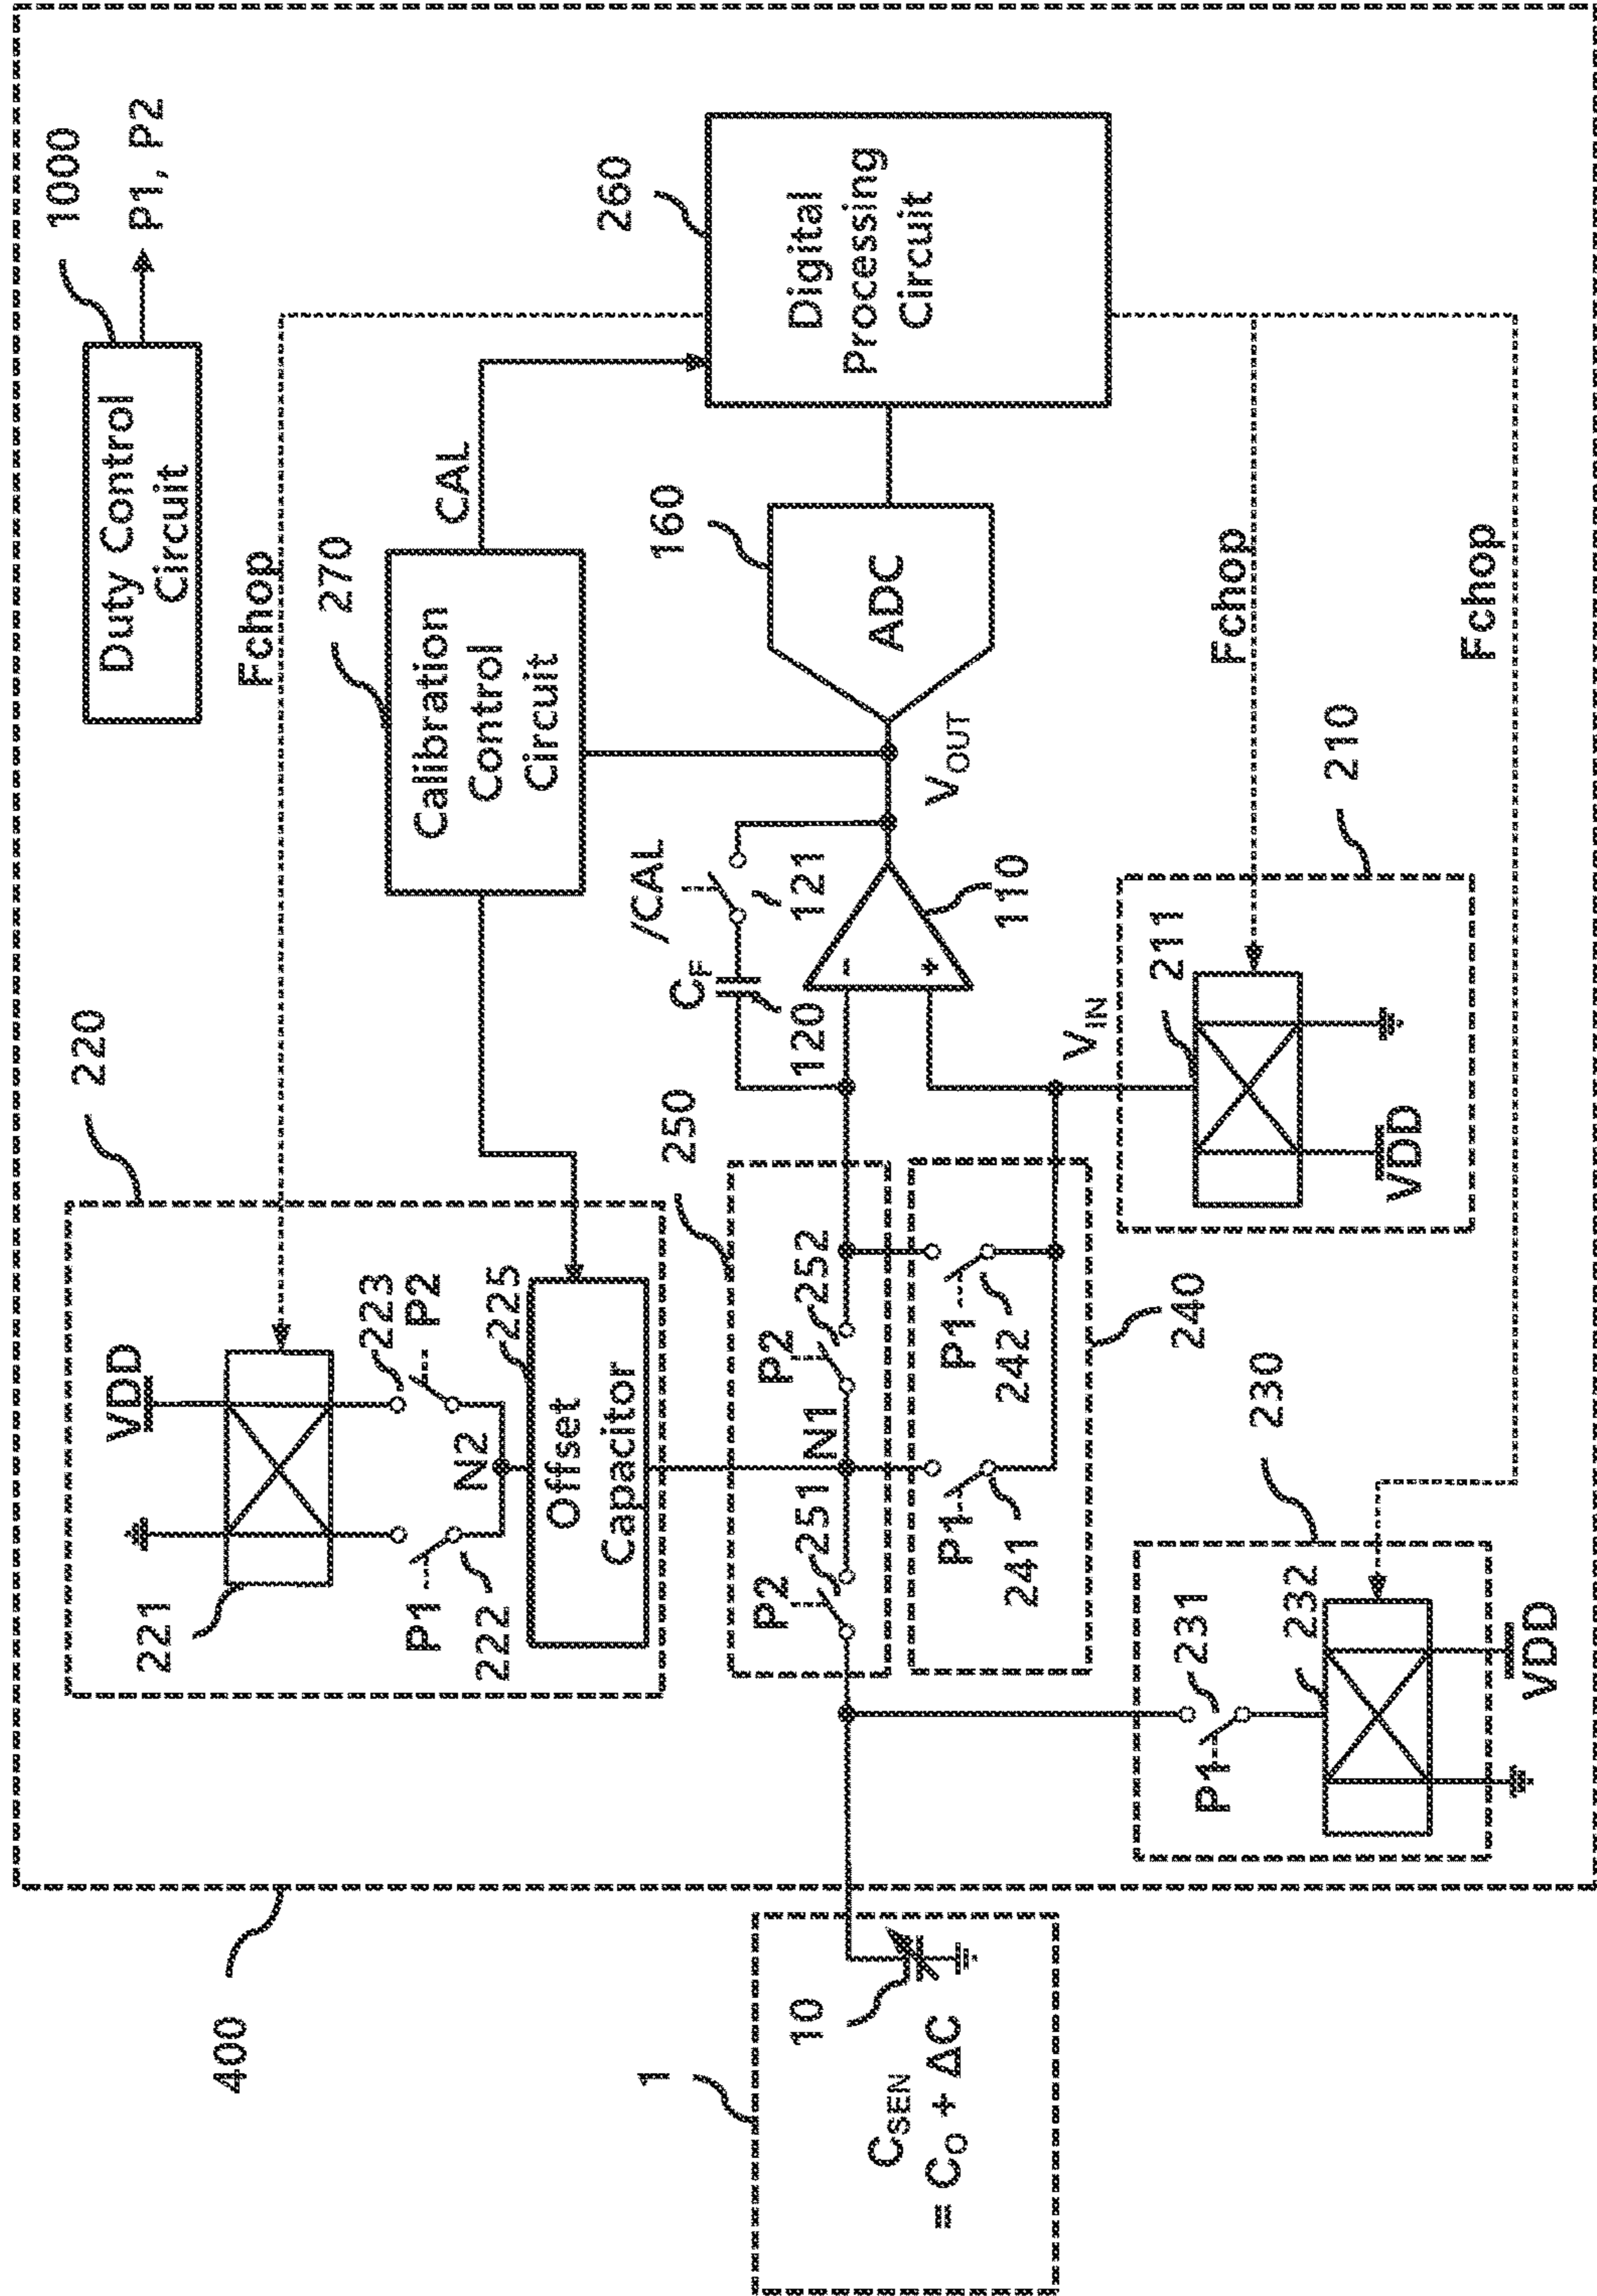 400
1
10
C_SEN
= C_O + ΔC
220
VDD
221
P1
222
223
P2
N2
225
Offset
Capacitor
Fchop
Duty Control
Circuit
1000
P1, P2
270
Calibration
Control
Circuit
CAL
250
P2
251
N1
P2
252
P1
241
P1
242
240
C_F
120
/CAL
121
-
+
110
V_OUT
160
ADC
260
Digital
Processing
Circuit
V_IN
211
210
VDD
Fchop
Fchop
230
P1
231
232
VDD